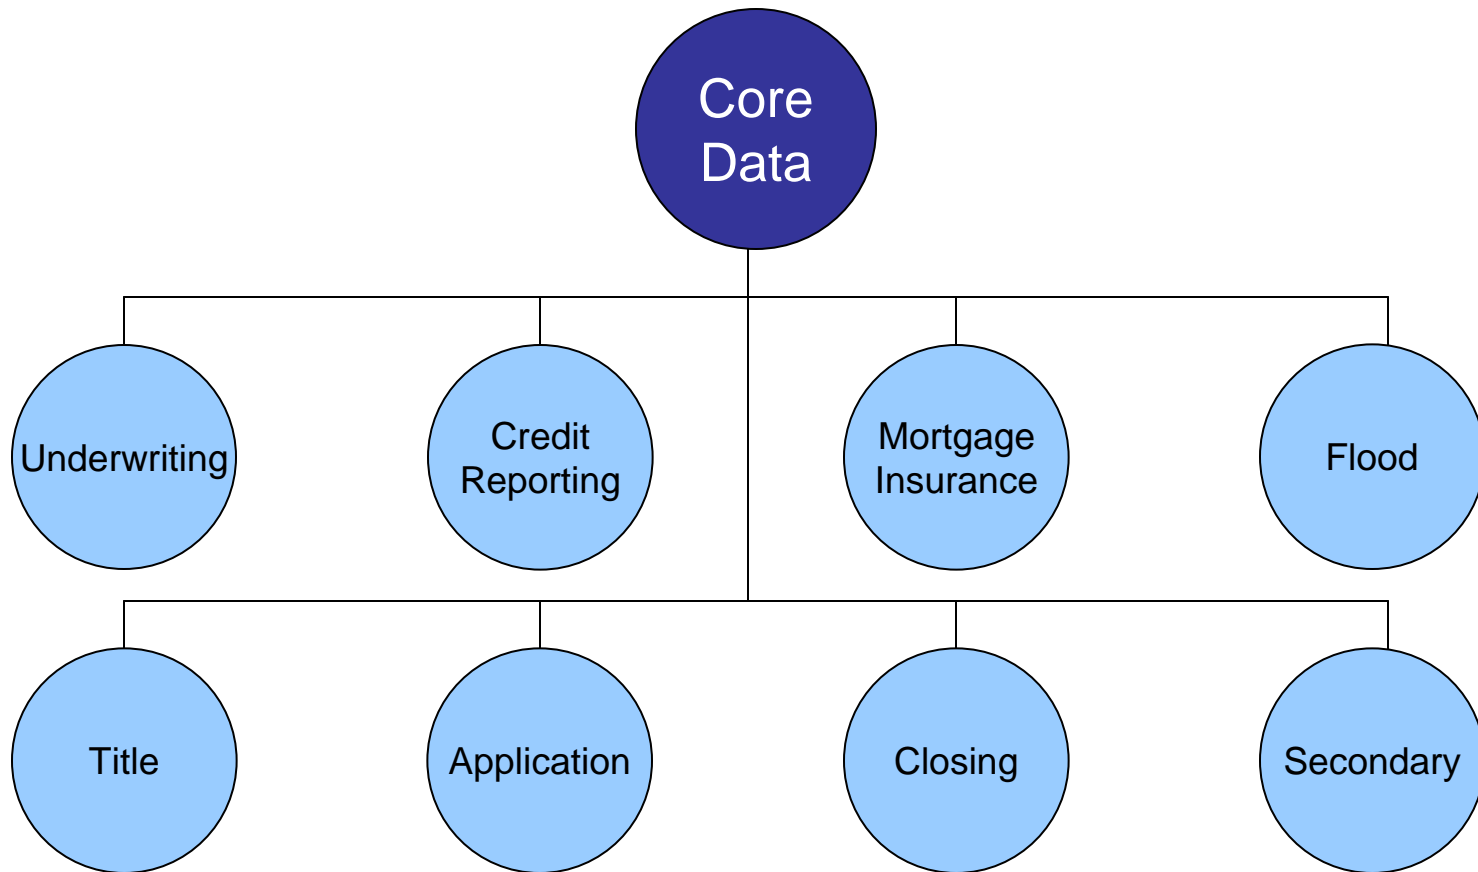 Core
Data
Underwriting
Credit
Reporting
Mortgage
Insurance
Flood
Title
Application
Closing
Secondary